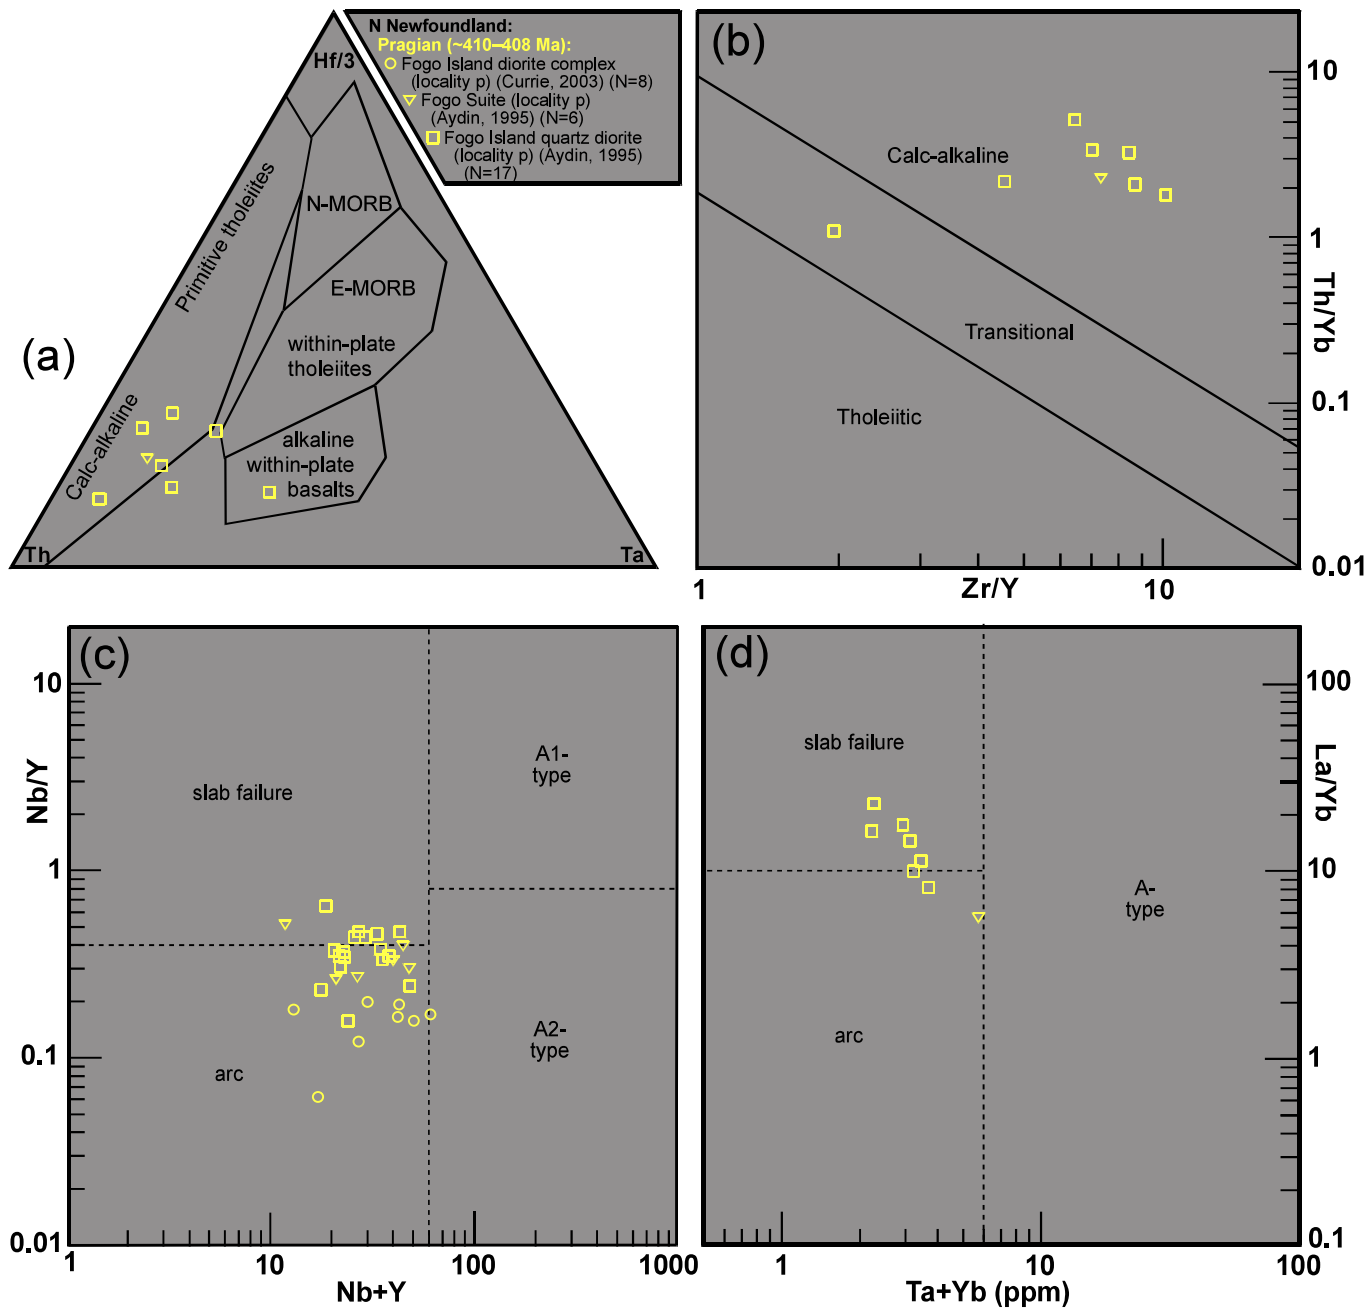 N Newfoundland:
Pragian (~410–408 Ma):
Fogo Island diorite complex
(locality p) (Currie, 2003) (N=8)
Fogo Suite (locality p)
(Aydin, 1995) (N=6)
Fogo Island quartz diorite
(locality p) (Aydin, 1995)
(N=17)
(a)
Hf/3
Primitive tholeiites
N-MORB
E-MORB
within-plate
tholeiites
Calc-alkaline
alkaline
within-plate
basalts
Th
Ta
(b)
Calc-alkaline
Transitional
Tholeiitic
10
1
0.1
0.01
Th/Yb
1
Zr/Y
10
(c)
10
1
0.1
0.01
Nb/Y
slab failure
A1-
type
A2-
type
arc
1
10
100
1000
Nb+Y
(d)
slab failure
A-
type
arc
100
10
1
0.1
La/Yb
1
10
100
Ta+Yb (ppm)